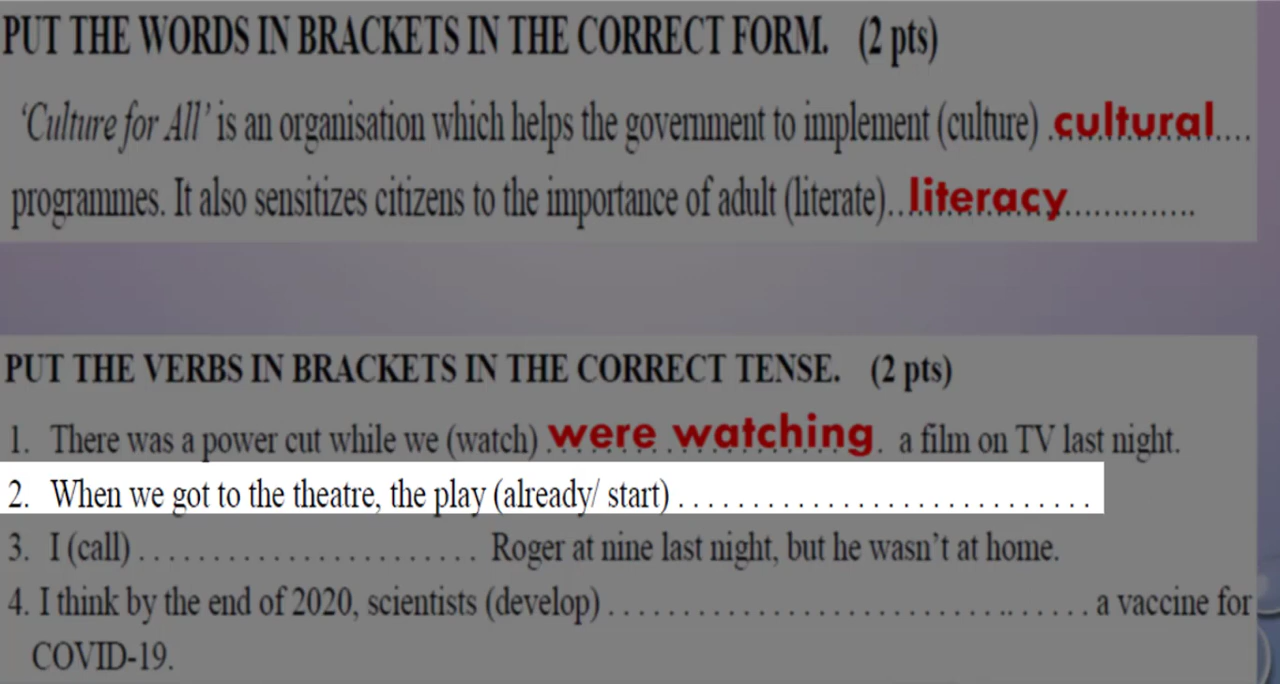 PUT THE WORDS IN BRACKETS IN THE CORRECT FORM. (2 pts)
‘Culture for All’ is an organisation which helps the government to implement (culture) .cultural....
programmes. It also sensitizes citizens to the importance of adult (literate)..literacy..............
PUT THE VERBS IN BRACKETS IN THE CORRECT TENSE. (2 pts)
1. There was a power cut while we (watch) .were watching. a film on TV last night.
2. When we got to the theatre, the play (already/ start) . . . . . . . . . . . . . . . . . . . . . . . . . . . .
3. I (call) . . . . . . . . . . . . . . . . . . . . . . . Roger at nine last night, but he wasn’t at home.
4. I think by the end of 2020, scientists (develop) . . . . . . . . . . . . . . . . . . . . . . . . . . . .. . . . . . a vaccine for
COVID-19.